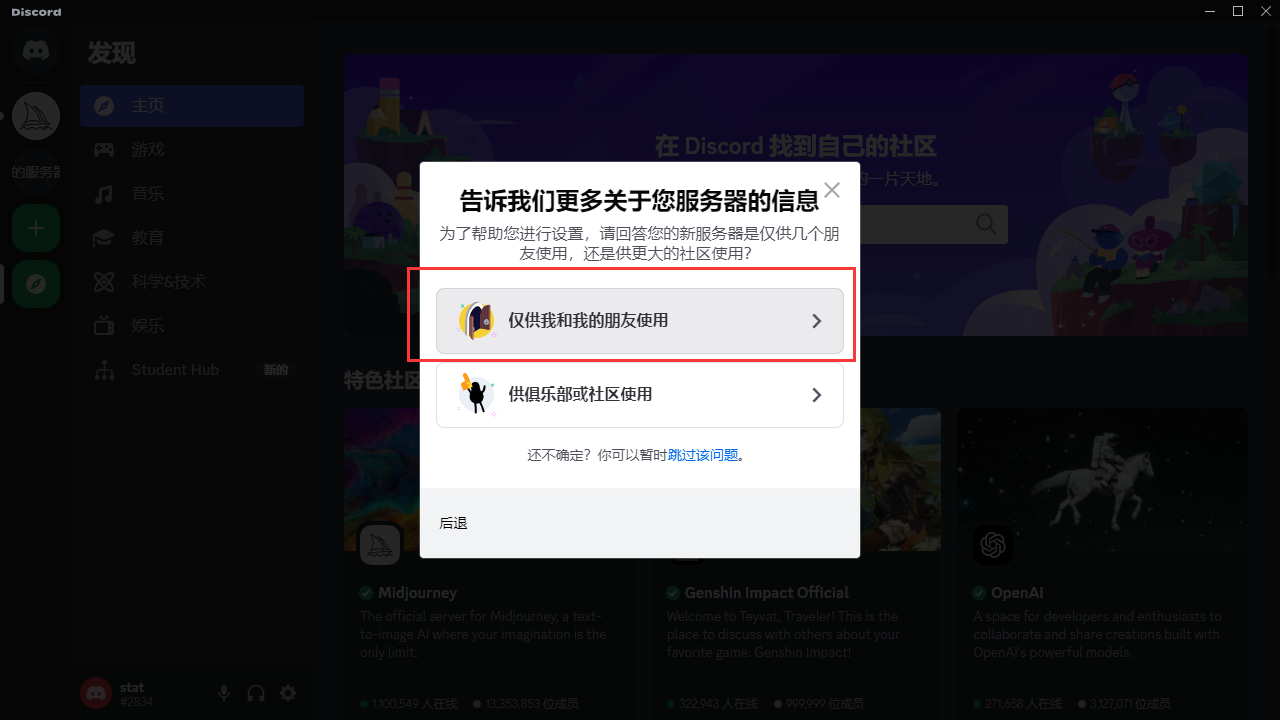 Discord
发现
的服务器
主页
游戏
音乐
教育
科学&技术
娱乐
Student Hub
新的
在 Discord 找到自己的社区
的一片天地。
告诉我们更多关于您服务器的信息
为了帮助您进行设置，请回答您的新服务器是仅供几个朋
友使用，还是供更大的社区使用？
仅供我和我的朋友使用
供俱乐部或社区使用
还不确定？你可以暂时跳过该问题。
后退
特色社区
Midjourney
The official server for Midjourney, a text-
to-image AI where your imagination is the
only limit.
1,100,549 人在线 13,353,853 位成员
Genshin Impact Official
Welcome to Teyvat, Traveler! This is the
place to discuss with others about your
favorite game: Genshin Impact!
322,943 人在线 999,999 位成员
OpenAI
A space for developers and enthusiasts to
collaborate and share creations built with
OpenAI's powerful models.
271,658 人在线 3,127,071 位成员
stat
#2834